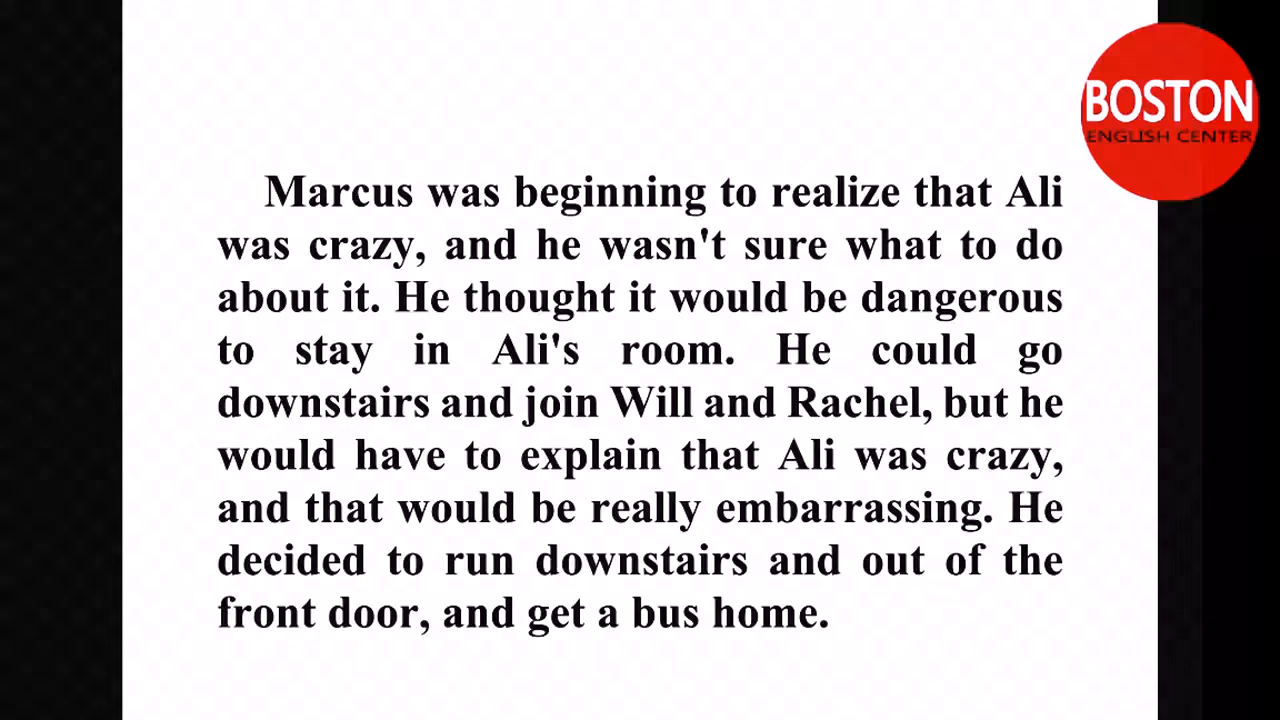 BOSTON
ENGLISH CENTER
Marcus was beginning to realize that Ali
was crazy, and he wasn't sure what to do
about it. He thought it would be dangerous
to stay in Ali's room. He could go
downstairs and join Will and Rachel, but he
would have to explain that Ali was crazy,
and that would be really embarrassing. He
decided to run downstairs and out of the
front door, and get a bus home.